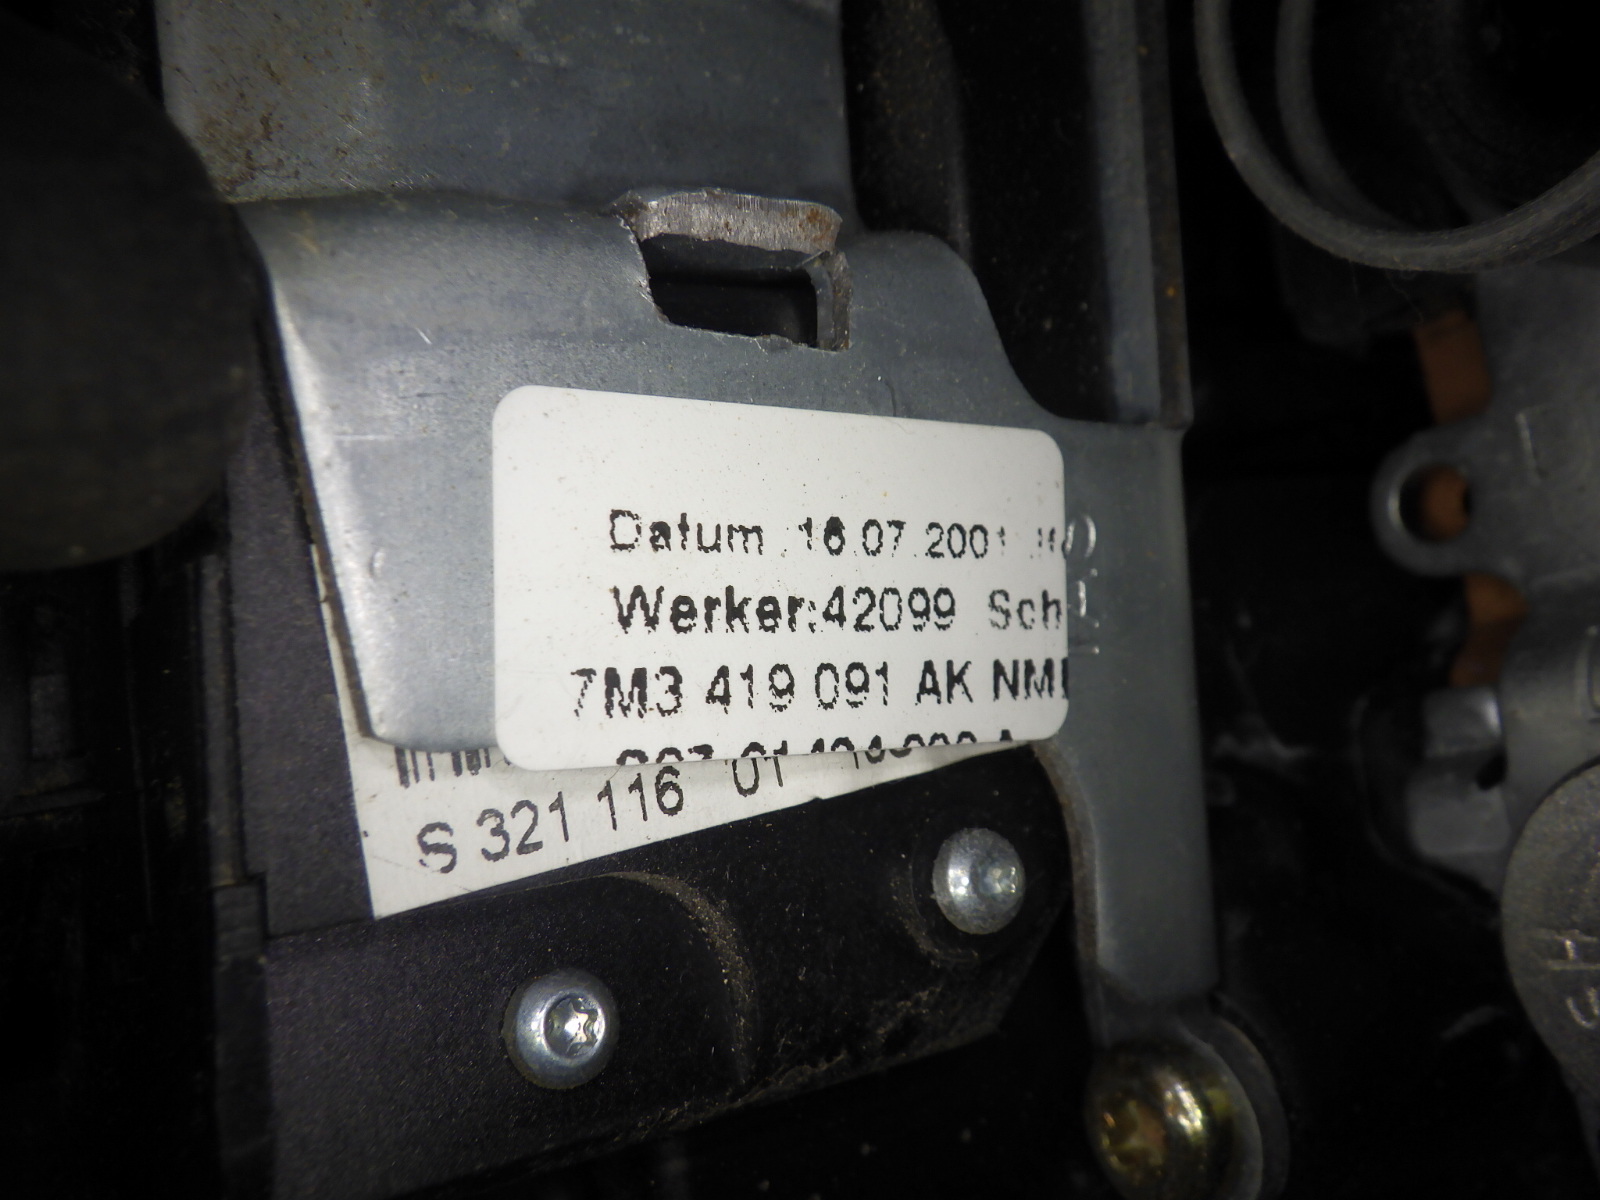 Datum 16.07.2001
Werker:42099 Sch
7M3 419 091 AK NM
S 321 116 01